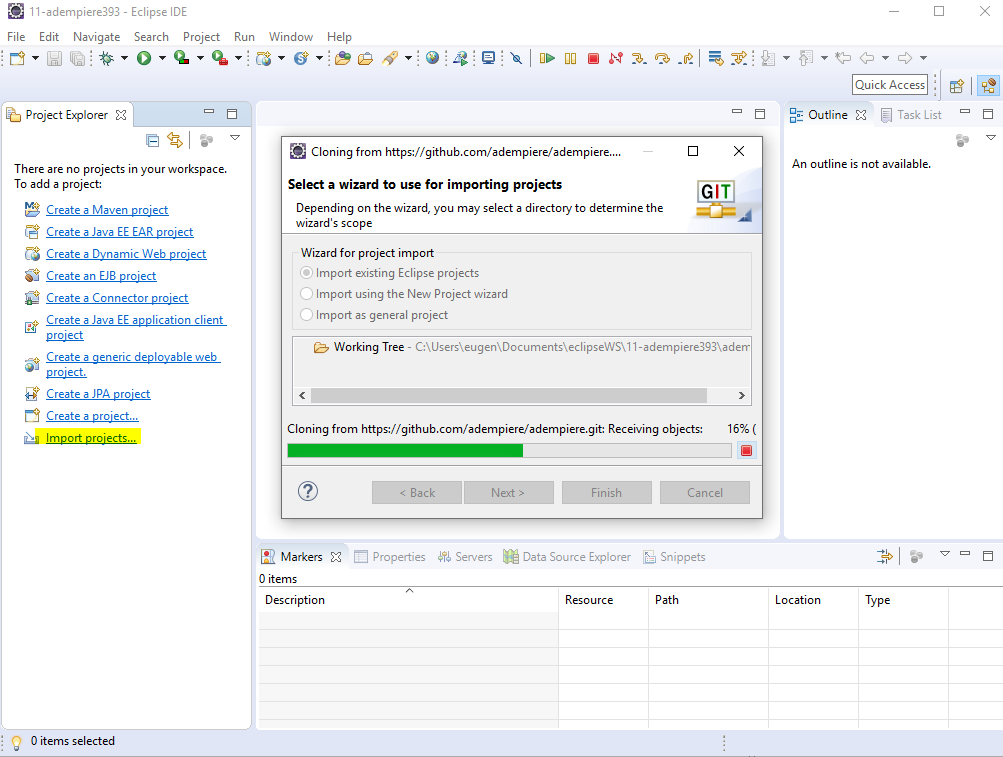 11-adempiere393 - Eclipse IDE
File Edit Navigate Search Project Run Window Help
Quick Access
Project Explorer
There are no projects in your workspace.
To add a project:
Create a Maven project
Create a Java EE EAR project
Create a Dynamic Web project
Create an EJB project
Create a Connector project
Create a Java EE application client
project
Create a generic deployable web
project.
Create a JPA project
Create a project...
Import projects...
Cloning from https://github.com/adempiere/adempiere....
Select a wizard to use for importing projects
Depending on the wizard, you may select a directory to determine the
wizard's scope
GIT
Wizard for project import
Import existing Eclipse projects
Import using the New Project wizard
Import as general project
Working Tree - C:\Users\eugen\Documents\eclipseWS\11-adempiere393\adem
Cloning from https://github.com/adempiere/adempiere.git: Receiving objects: 16% (
< Back Next > Finish Cancel
Outline Task List
An outline is not available.
Markers Properties Servers Data Source Explorer Snippets
0 items
Description Resource Path Location Type
0 items selected